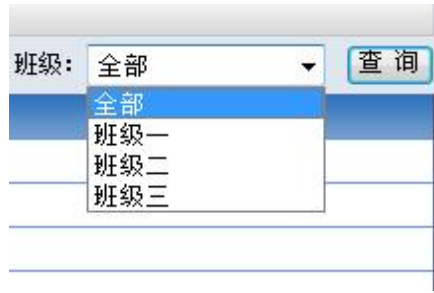 班级: 全部 查 询
全部
班级一
班级二
班级三